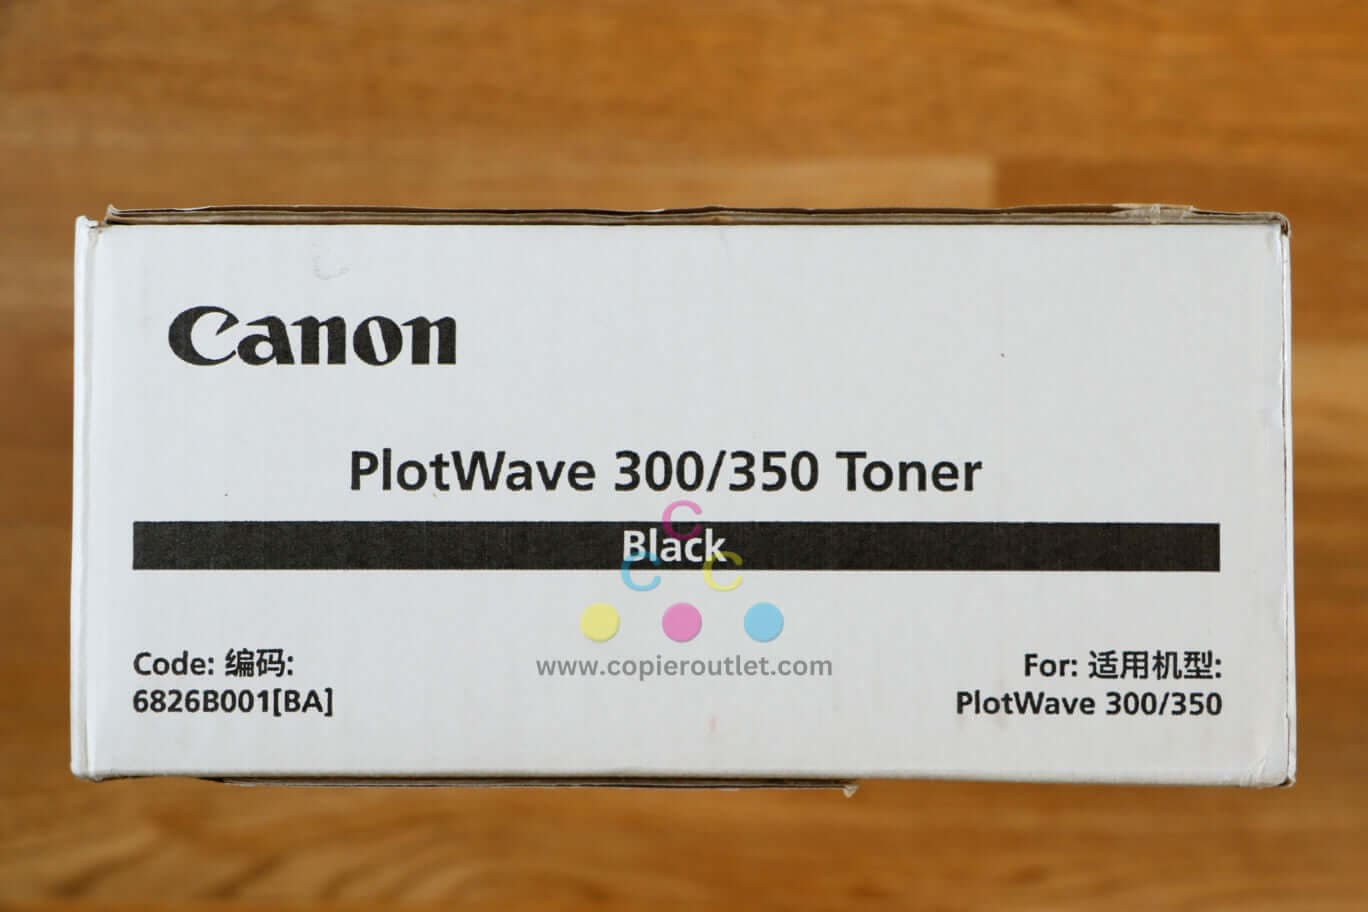 Canon
PlotWave 300/350 Toner
Black
C
C C
www.copieroutlet.com
Code: 编码:
6826B001[BA]
For: 适用机型:
PlotWave 300/350